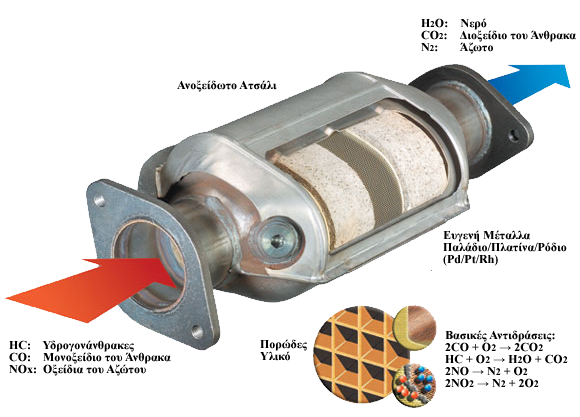 H2O: Νερό
CO2: Διοξείδιο του Άνθρακα
N2: Άζωτο
Ανοξείδωτο Ατσάλι
Ευγενή Μέταλλα
Παλάδιο/Πλατίνα/Ρόδιο
(Pd/Pt/Rh)
HC: Υδρογονάνθρακες
CO: Μονοξείδιο του Άνθρακα
NOx: Οξείδια του Αζώτου
Πορώδες
Υλικό
Βασικές Αντιδράσεις:
2CO + O2 → 2CO2
HC + O2 → H2O + CO2
2NO → N2 + O2
2NO2 → N2 + 2O2